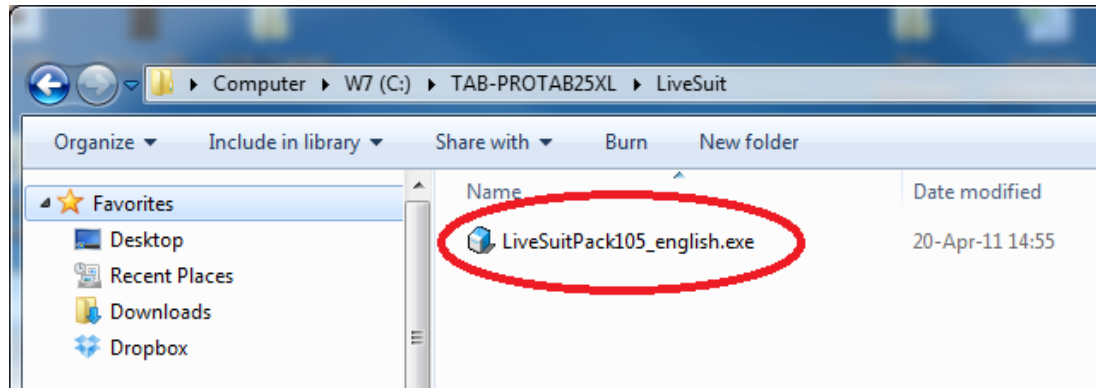 Computer W7 (C:) TAB-PROTAB25XL LiveSuit
Organize Include in library Share with Burn New folder
Favorites
Desktop
Recent Places
Downloads
Dropbox
Name Date modified
LiveSuitPack105_english.exe 20-Apr-11 14:55